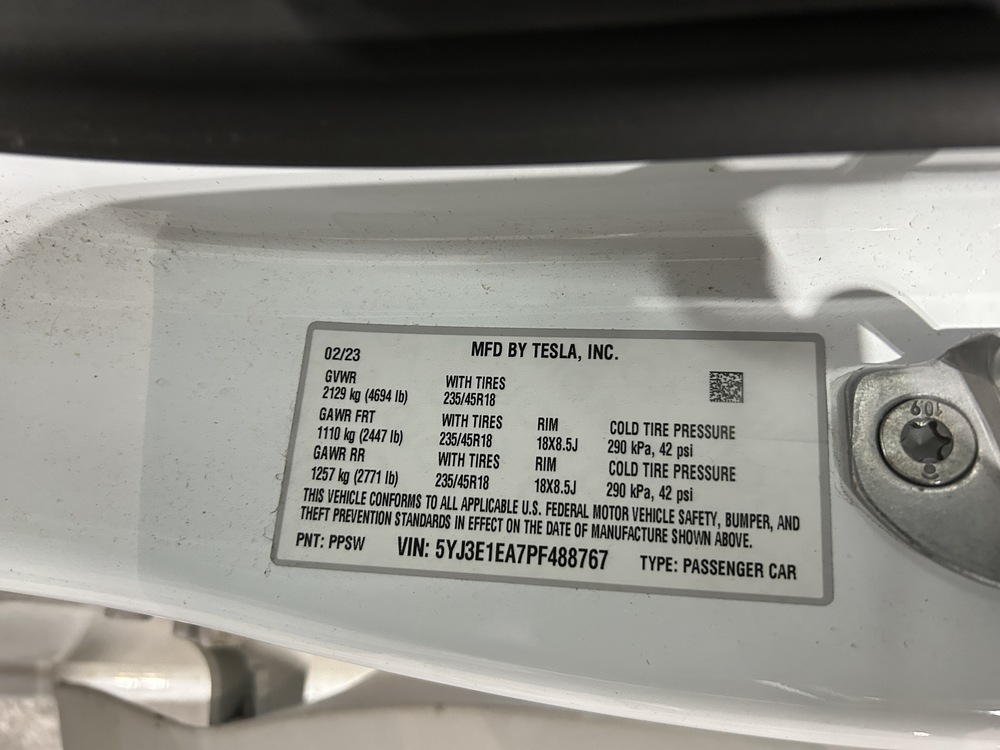 02/23 MFD BY TESLA, INC.
GVWR WITH TIRES
2129 kg (4694 lb) 235/45R18
GAWR FRT WITH TIRES RIM COLD TIRE PRESSURE
1110 kg (2447 lb) 235/45R18 18X8.5J 290 kPa, 42 psi
GAWR RR WITH TIRES RIM COLD TIRE PRESSURE
1257 kg (2771 lb) 235/45R18 18X8.5J 290 kPa, 42 psi
THIS VEHICLE CONFORMS TO ALL APPLICABLE U.S. FEDERAL MOTOR VEHICLE SAFETY, BUMPER, AND
THEFT PREVENTION STANDARDS IN EFFECT ON THE DATE OF MANUFACTURE SHOWN ABOVE.
PNT: PPSW VIN: 5YJ3E1EA7PF488767 TYPE: PASSENGER CAR